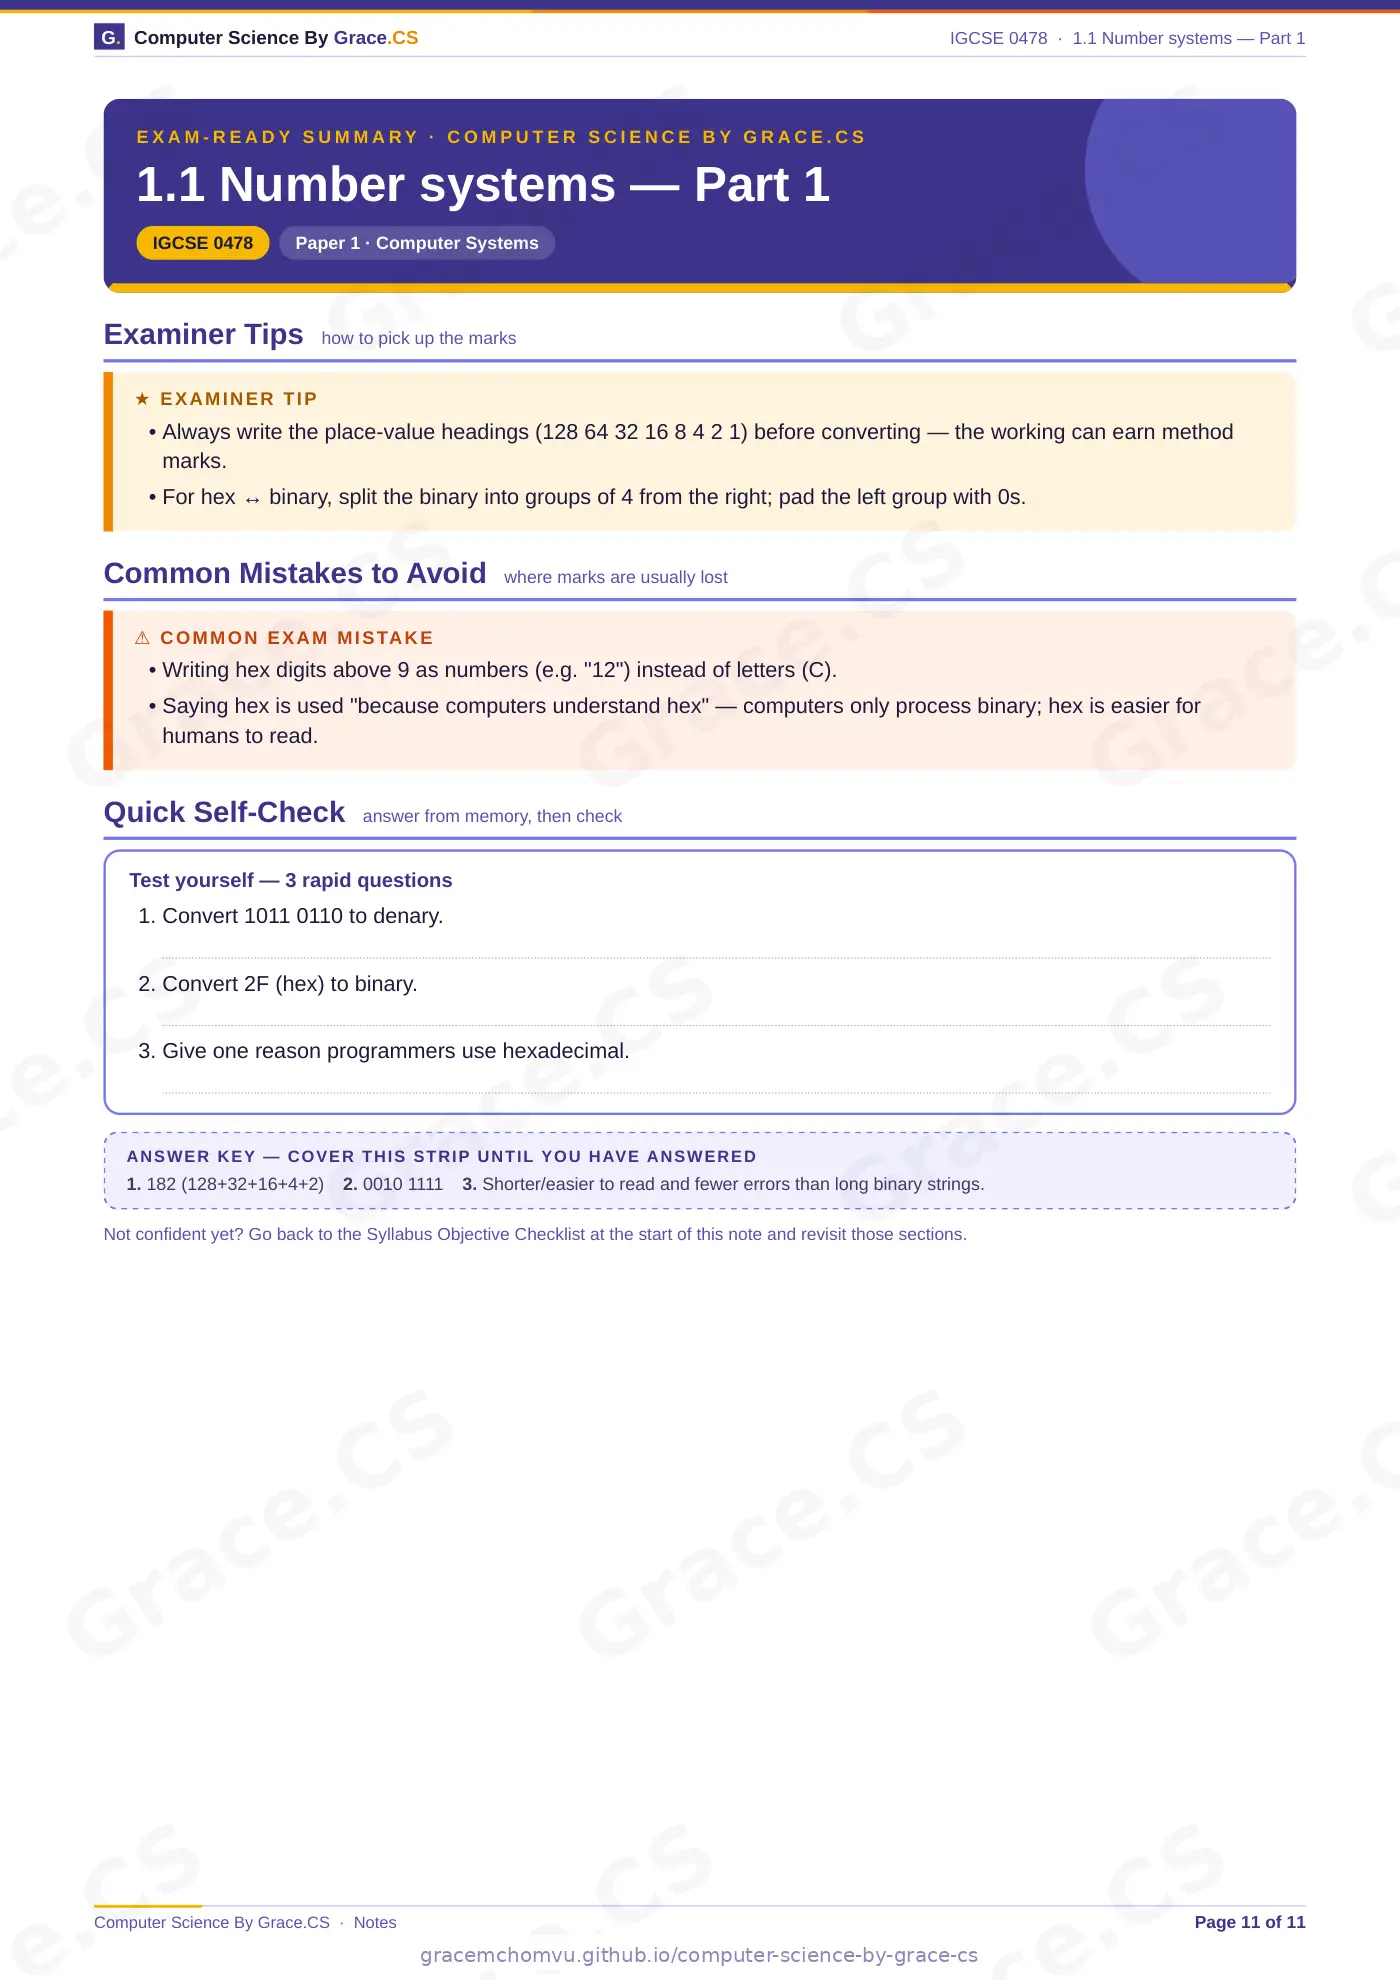 G. Computer Science By Grace.CS
IGCSE 0478 · 1.1 Number systems — Part 1
EXAM-READY SUMMARY · COMPUTER SCIENCE BY GRACE.CS
1.1 Number systems — Part 1
IGCSE 0478 Paper 1 · Computer Systems
Examiner Tips how to pick up the marks
★ EXAMINER TIP
• Always write the place-value headings (128 64 32 16 8 4 2 1) before converting — the working can earn method
marks.
• For hex ↔ binary, split the binary into groups of 4 from the right; pad the left group with 0s.
Common Mistakes to Avoid where marks are usually lost
⚠ COMMON EXAM MISTAKE
• Writing hex digits above 9 as numbers (e.g. "12") instead of letters (C).
• Saying hex is used "because computers understand hex" — computers only process binary; hex is easier for
humans to read.
Quick Self-Check answer from memory, then check
Test yourself — 3 rapid questions
1. Convert 1011 0110 to denary.
2. Convert 2F (hex) to binary.
3. Give one reason programmers use hexadecimal.
ANSWER KEY — COVER THIS STRIP UNTIL YOU HAVE ANSWERED
1. 182 (128+32+16+4+2) 2. 0010 1111 3. Shorter/easier to read and fewer errors than long binary strings.
Not confident yet? Go back to the Syllabus Objective Checklist at the start of this note and revisit those sections.
Grace.CS
Grace.CS
Grace.CS
Computer Science By Grace.CS · Notes
Page 11 of 11
gracemchomvu.github.io/computer-science-by-grace-cs